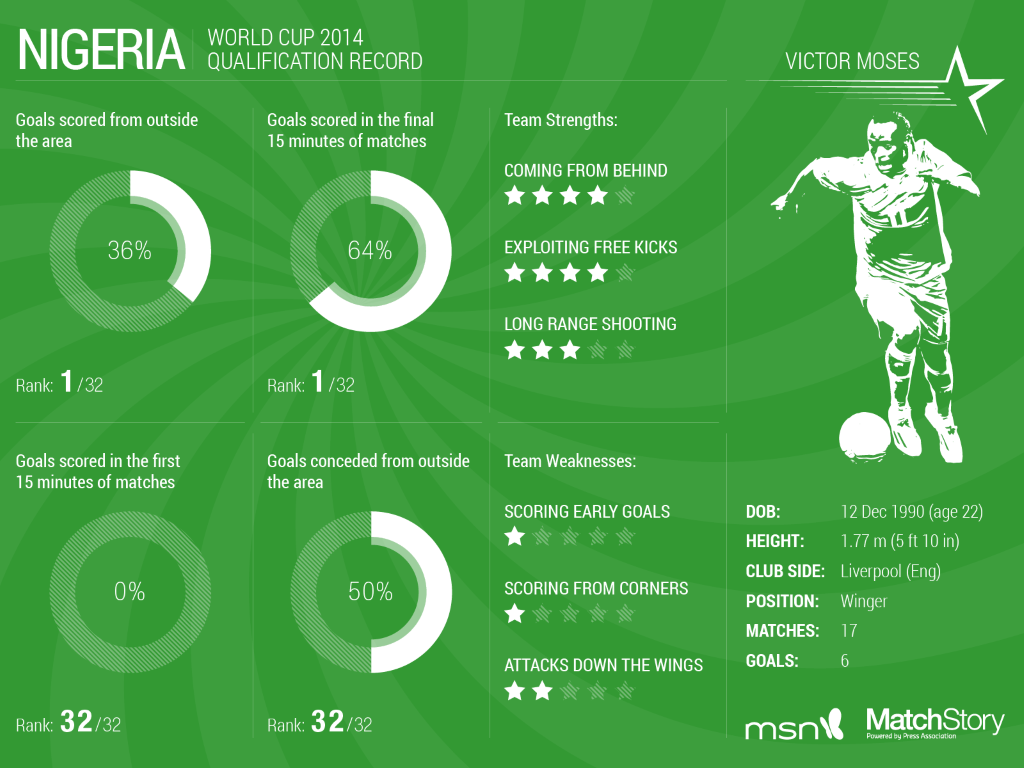 NIGERIA
WORLD CUP 2014
QUALIFICATION RECORD
VICTOR MOSES
Goals scored from outside
the area
36%
Rank: 1/32
Goals scored in the final
15 minutes of matches
64%
Rank: 1/32
Team Strengths:
COMING FROM BEHIND
EXPLOITING FREE KICKS
LONG RANGE SHOOTING
Goals scored in the first
15 minutes of matches
0%
Rank: 32/32
Goals conceded from outside
the area
50%
Rank: 32/32
Team Weaknesses:
SCORING EARLY GOALS
SCORING FROM CORNERS
ATTACKS DOWN THE WINGS
11
DOB: 12 Dec 1990 (age 22)
HEIGHT: 1.77 m (5 ft 10 in)
CLUB SIDE: Liverpool (Eng)
POSITION: Winger
MATCHES: 17
GOALS: 6
msn
MatchStory
Powered by Press Association